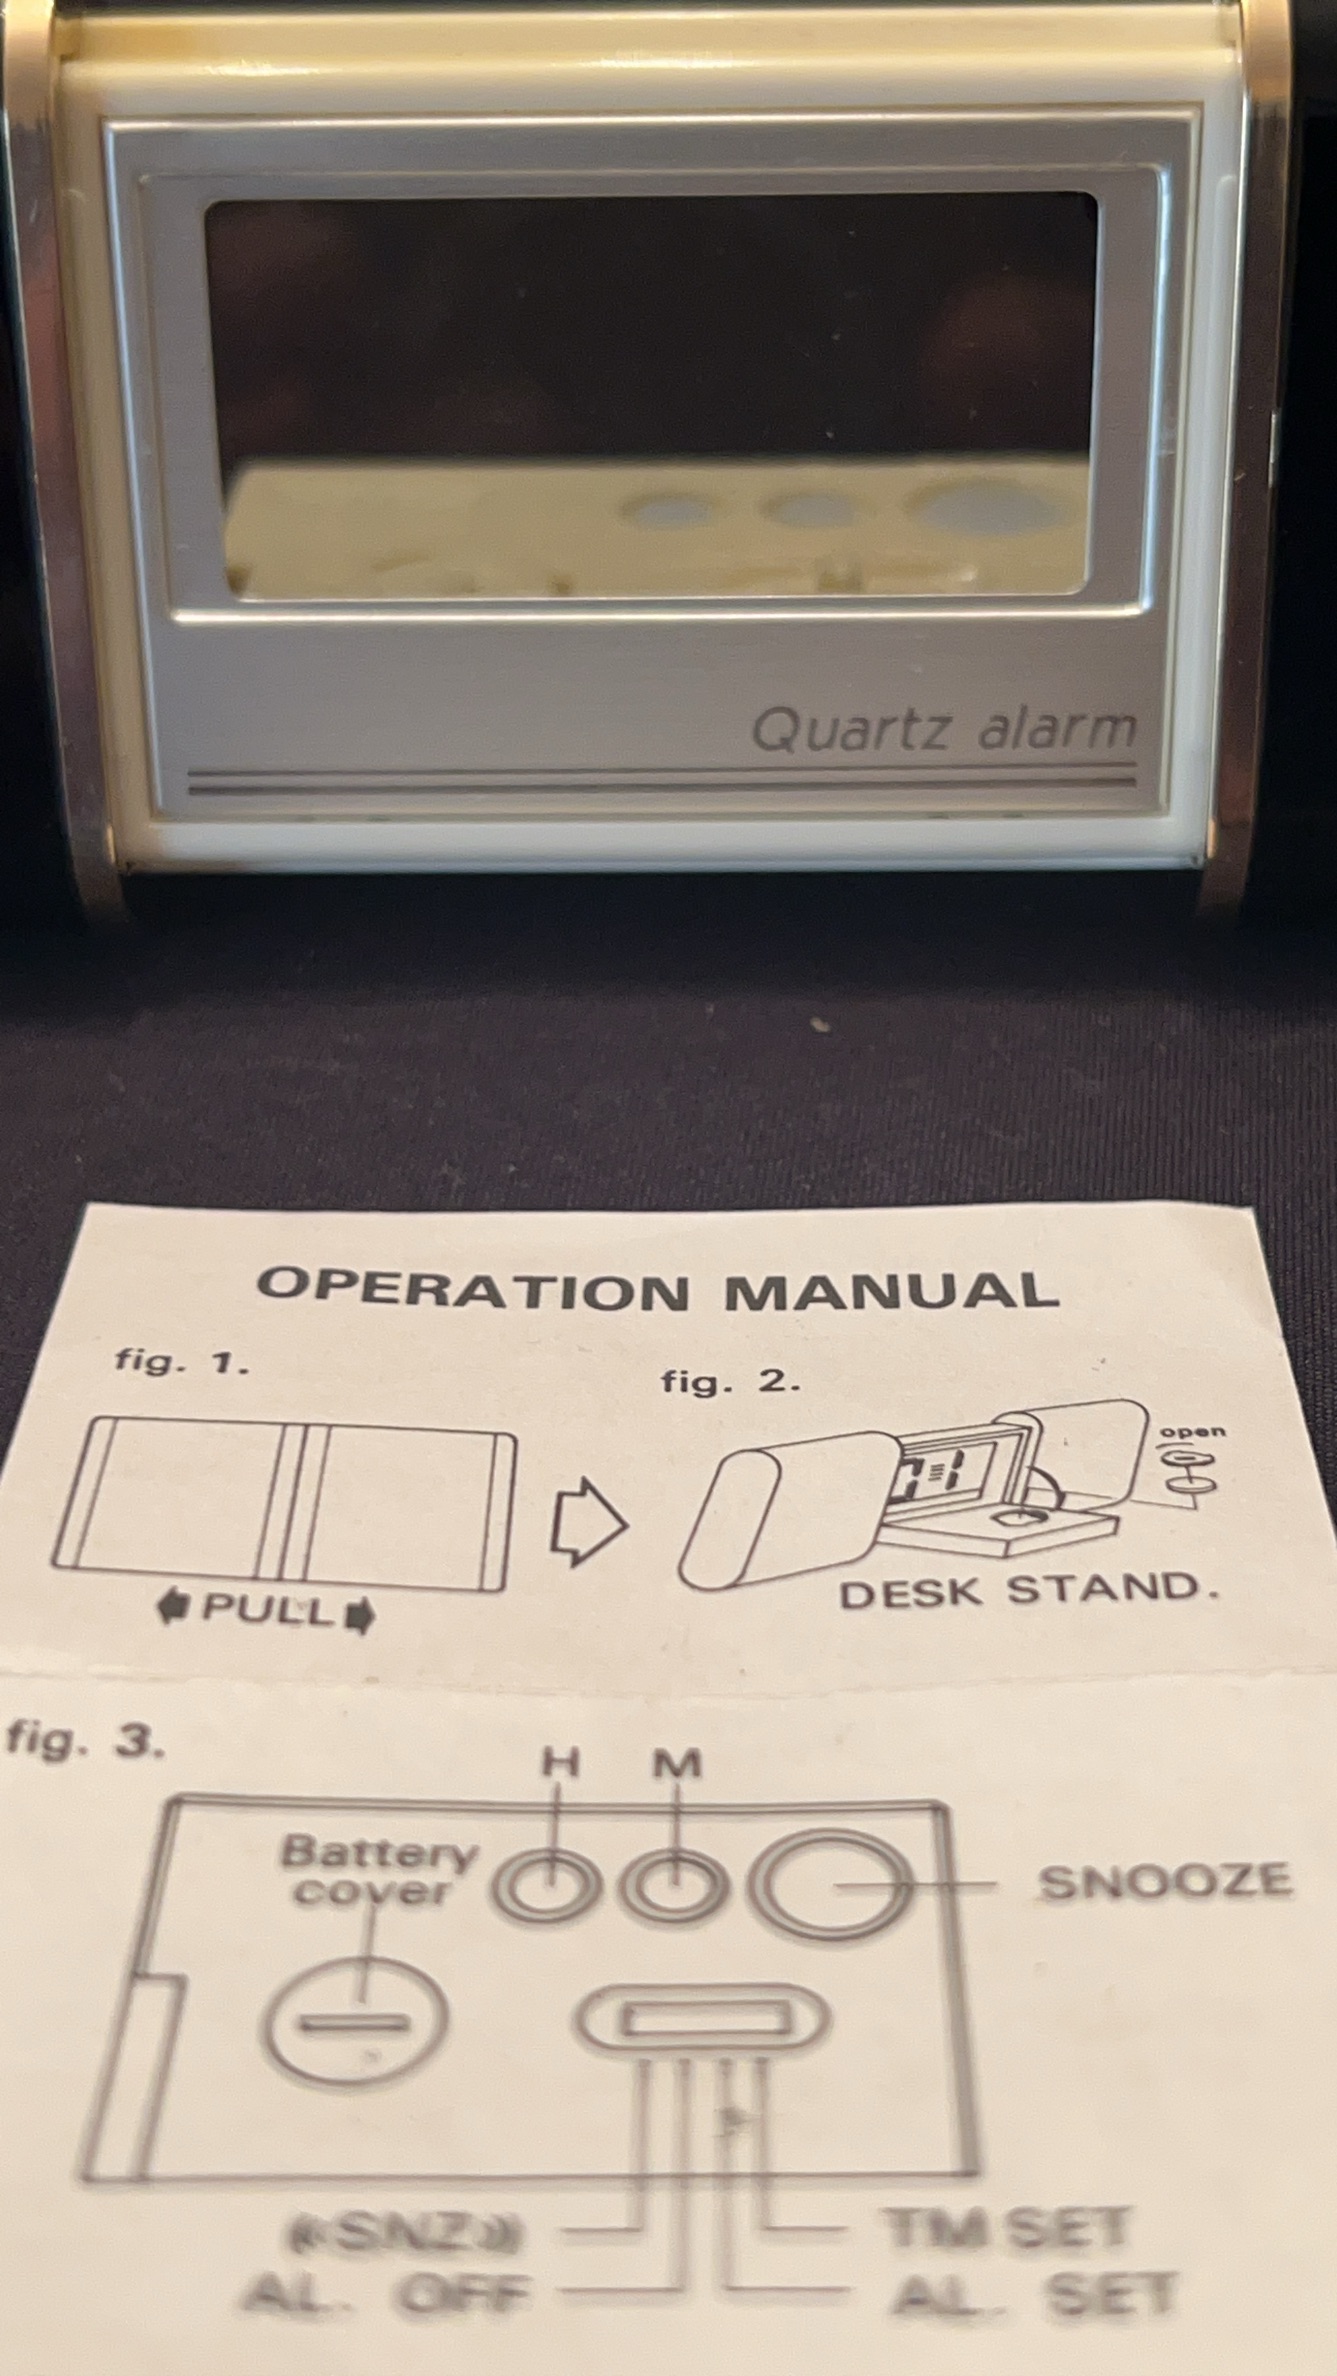 Quartz alarm
OPERATION MANUAL
fig. 1.
fig. 2.
open
PULL
DESK STAND.
fig. 3.
H M
Battery
cover
SNOOZE
((SNZ))
TM SET
AL. OFF
AL. SET